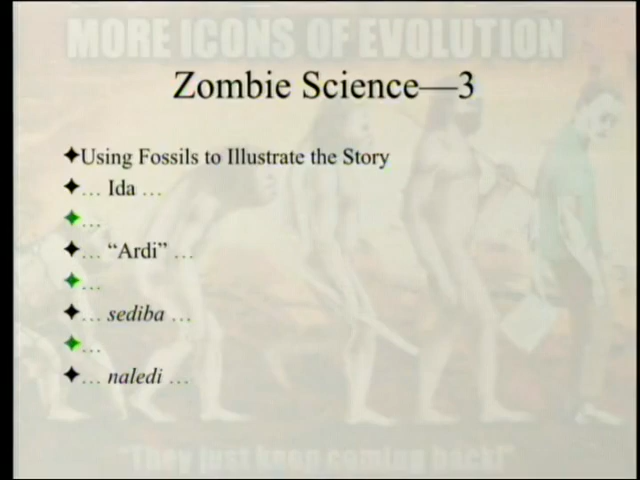 MORE ICONS OF EVOLUTION
Zombie Science—3
Using Fossils to Illustrate the Story
… Ida …
…
… “Ardi” …
…
… sediba …
…
… naledi …
"They just keep coming back!"